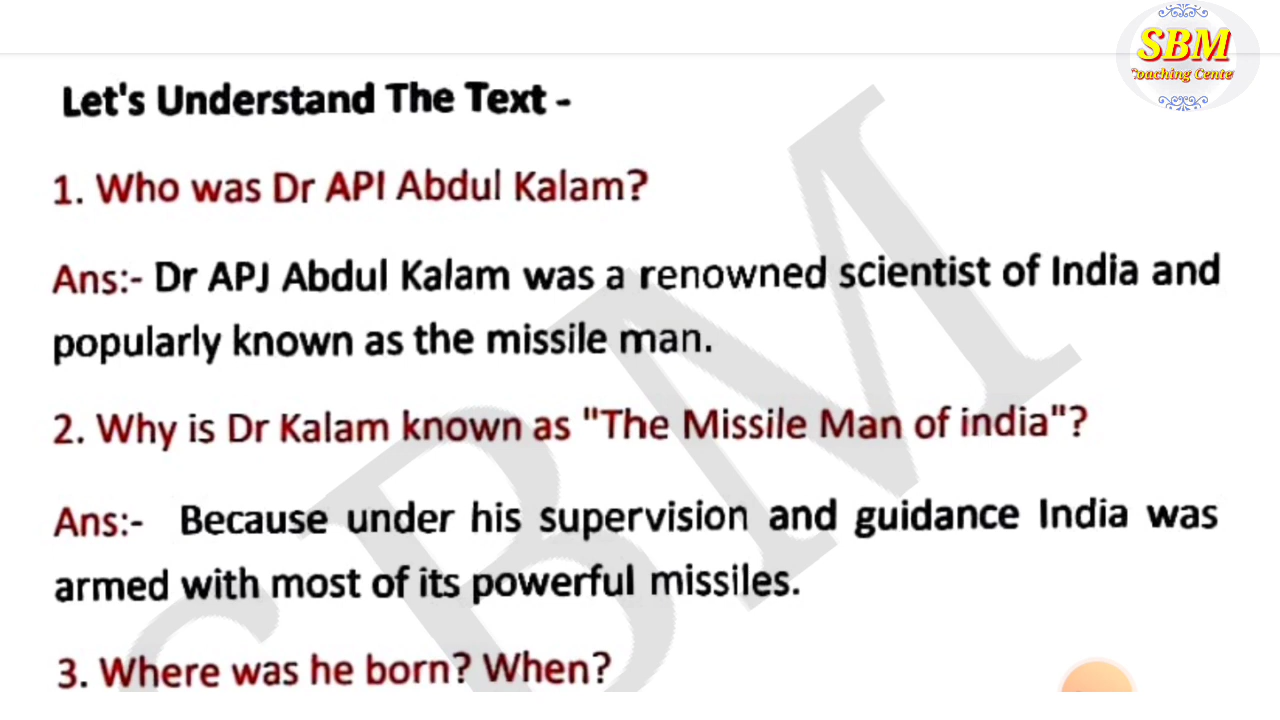 SBM
Coaching Cente
Let's Understand The Text -
1. Who was Dr API Abdul Kalam?
Ans:- Dr APJ Abdul Kalam was a renowned scientist of India and
popularly known as the missile man.
2. Why is Dr Kalam known as "The Missile Man of india"?
Ans:- Because under his supervision and guidance India was
armed with most of its powerful missiles.
3. Where was he born? When?
SBM